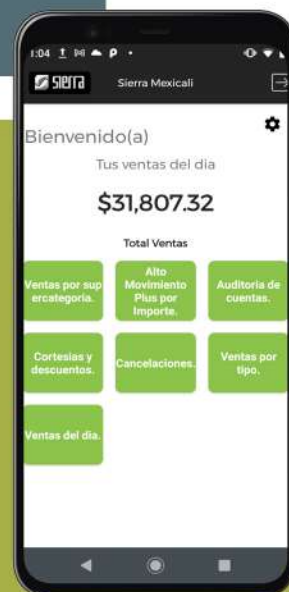 1:04
Sierra
Sierra Mexicali
Bienvenido(a)
Tus ventas del dia
$31,807.32
Total Ventas
Ventas por sup
ercategoria.
Alto
Movimiento
Plus por
Importe.
Auditoria de
cuentas.
Cortesias y
descuentos.
Cancelaciones.
Ventas por
tipo.
Ventas del dia.